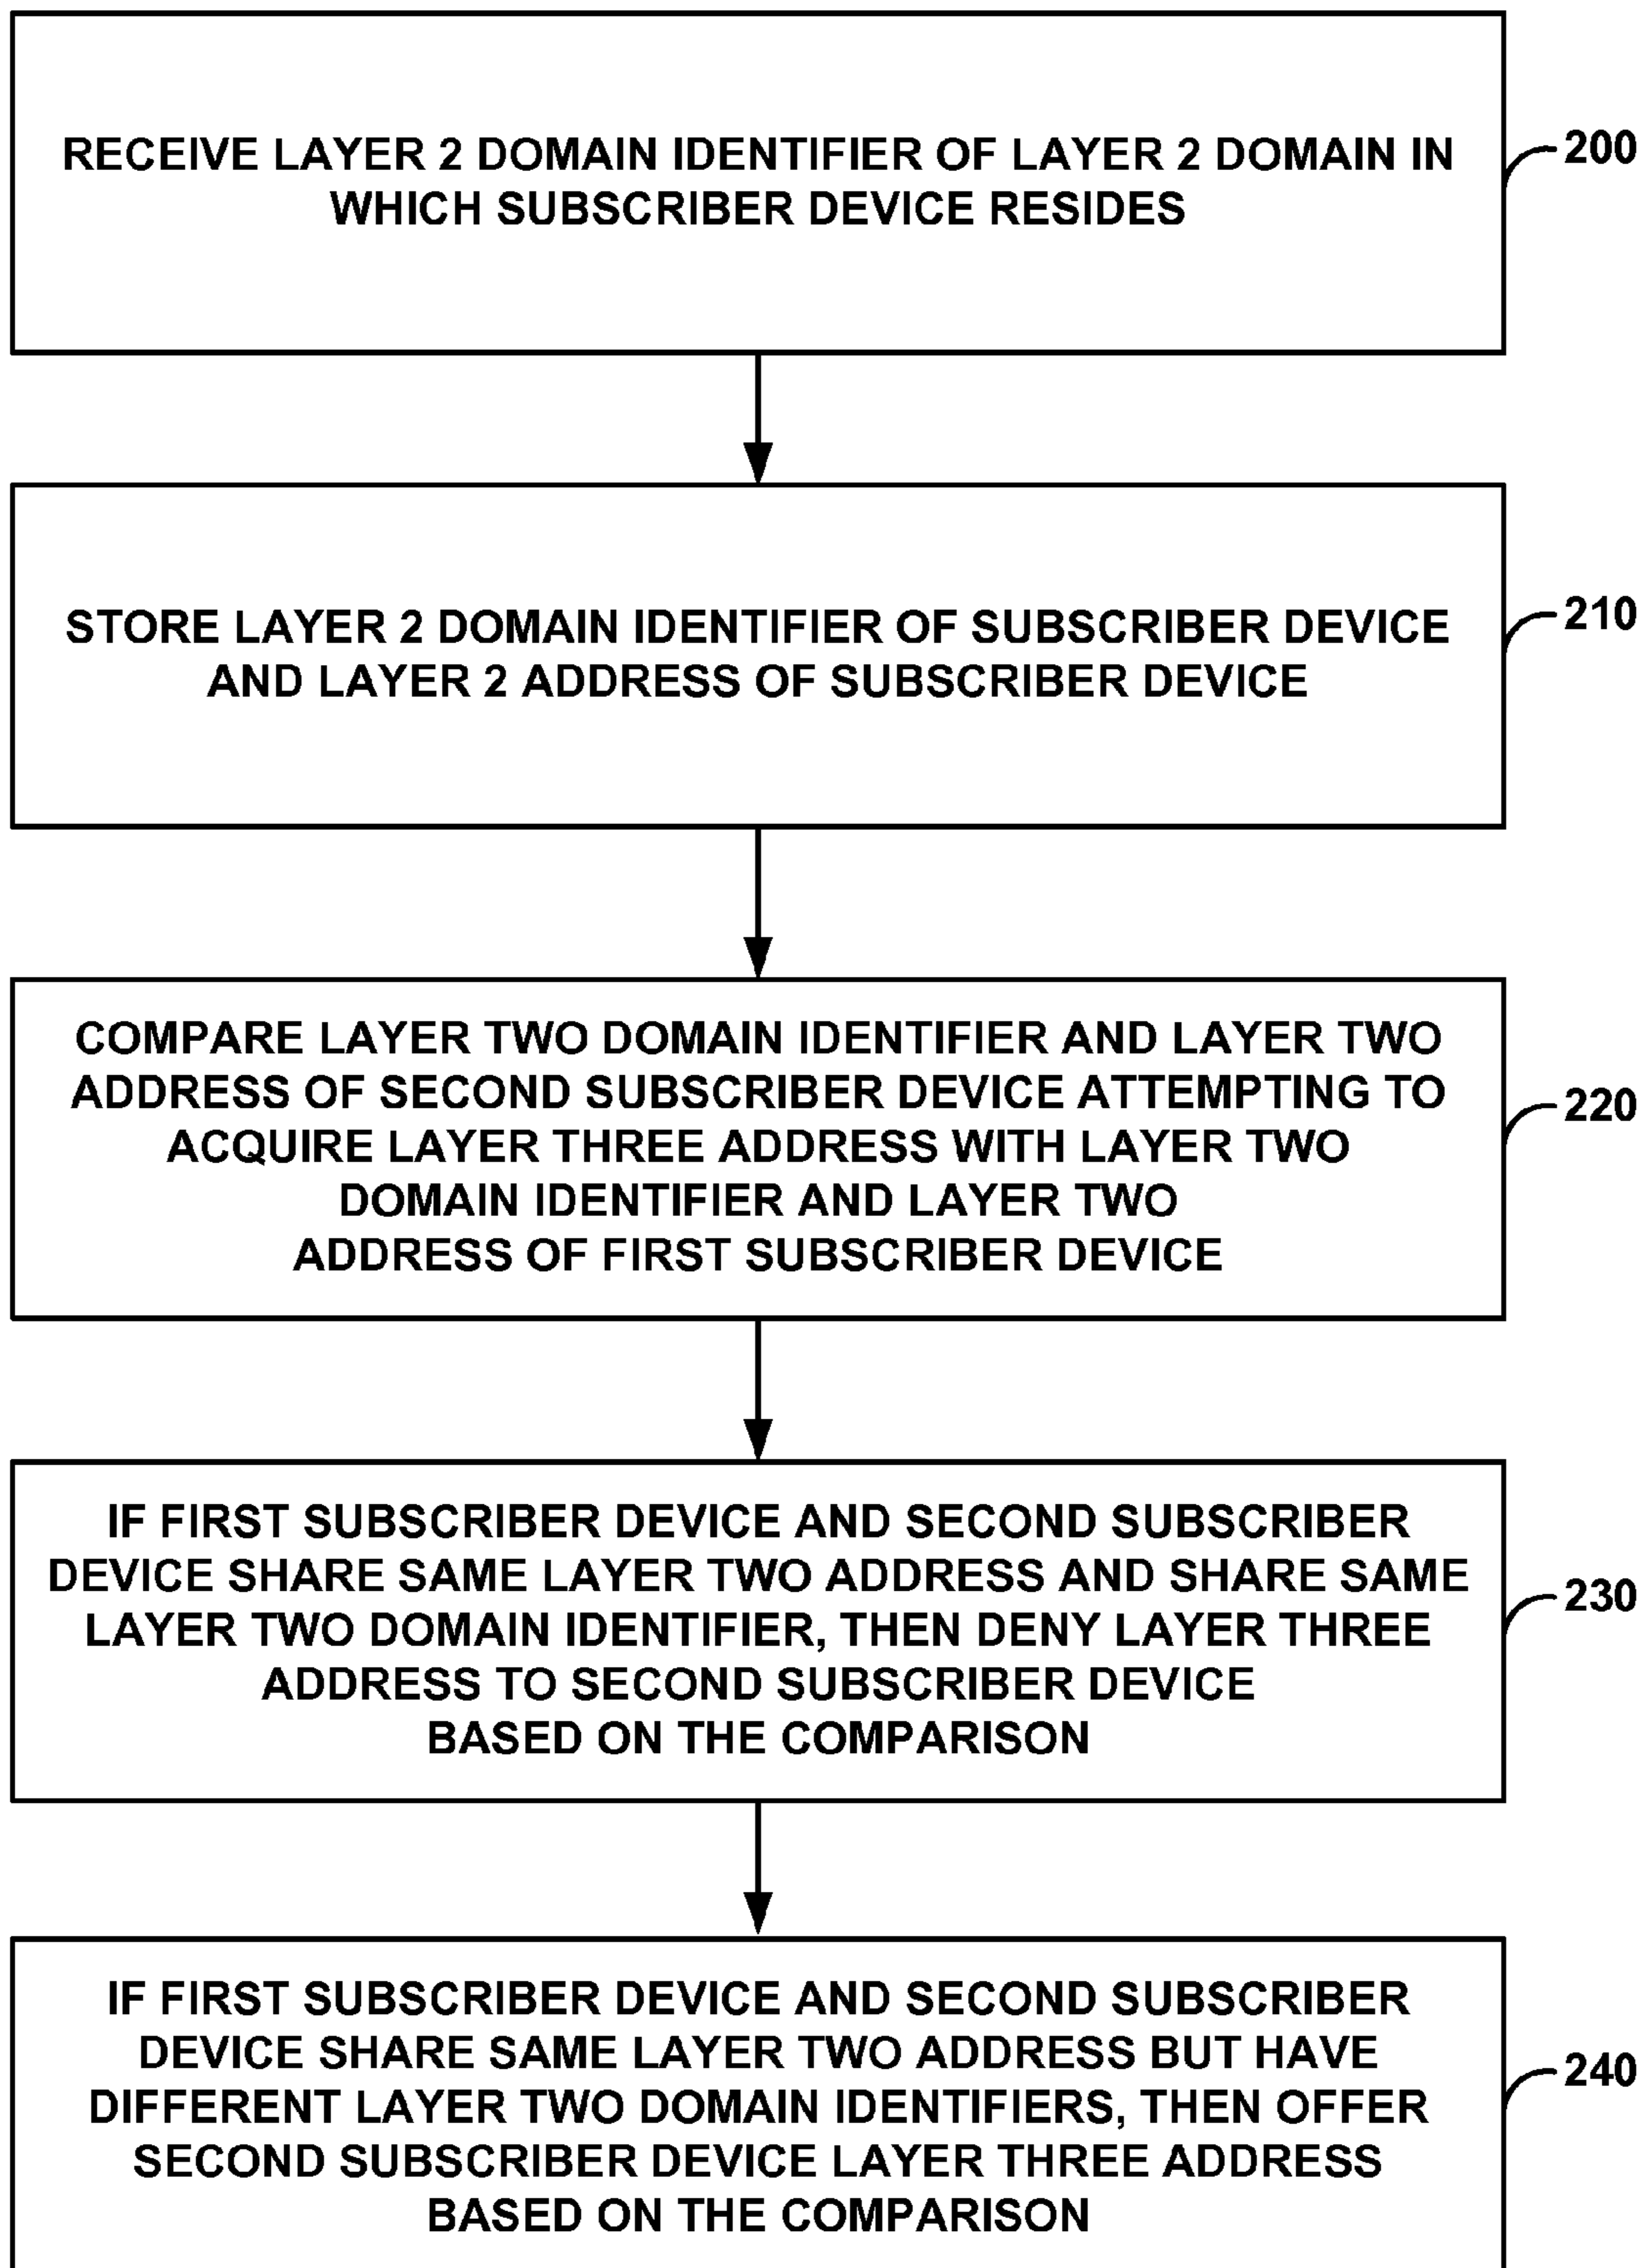 RECEIVE LAYER 2 DOMAIN IDENTIFIER OF LAYER 2 DOMAIN IN
WHICH SUBSCRIBER DEVICE RESIDES
200
STORE LAYER 2 DOMAIN IDENTIFIER OF SUBSCRIBER DEVICE
AND LAYER 2 ADDRESS OF SUBSCRIBER DEVICE
210
COMPARE LAYER TWO DOMAIN IDENTIFIER AND LAYER TWO
ADDRESS OF SECOND SUBSCRIBER DEVICE ATTEMPTING TO
ACQUIRE LAYER THREE ADDRESS WITH LAYER TWO
DOMAIN IDENTIFIER AND LAYER TWO
ADDRESS OF FIRST SUBSCRIBER DEVICE
220
IF FIRST SUBSCRIBER DEVICE AND SECOND SUBSCRIBER
DEVICE SHARE SAME LAYER TWO ADDRESS AND SHARE SAME
LAYER TWO DOMAIN IDENTIFIER, THEN DENY LAYER THREE
ADDRESS TO SECOND SUBSCRIBER DEVICE
BASED ON THE COMPARISON
230
IF FIRST SUBSCRIBER DEVICE AND SECOND SUBSCRIBER
DEVICE SHARE SAME LAYER TWO ADDRESS BUT HAVE
DIFFERENT LAYER TWO DOMAIN IDENTIFIERS, THEN OFFER
SECOND SUBSCRIBER DEVICE LAYER THREE ADDRESS
BASED ON THE COMPARISON
240